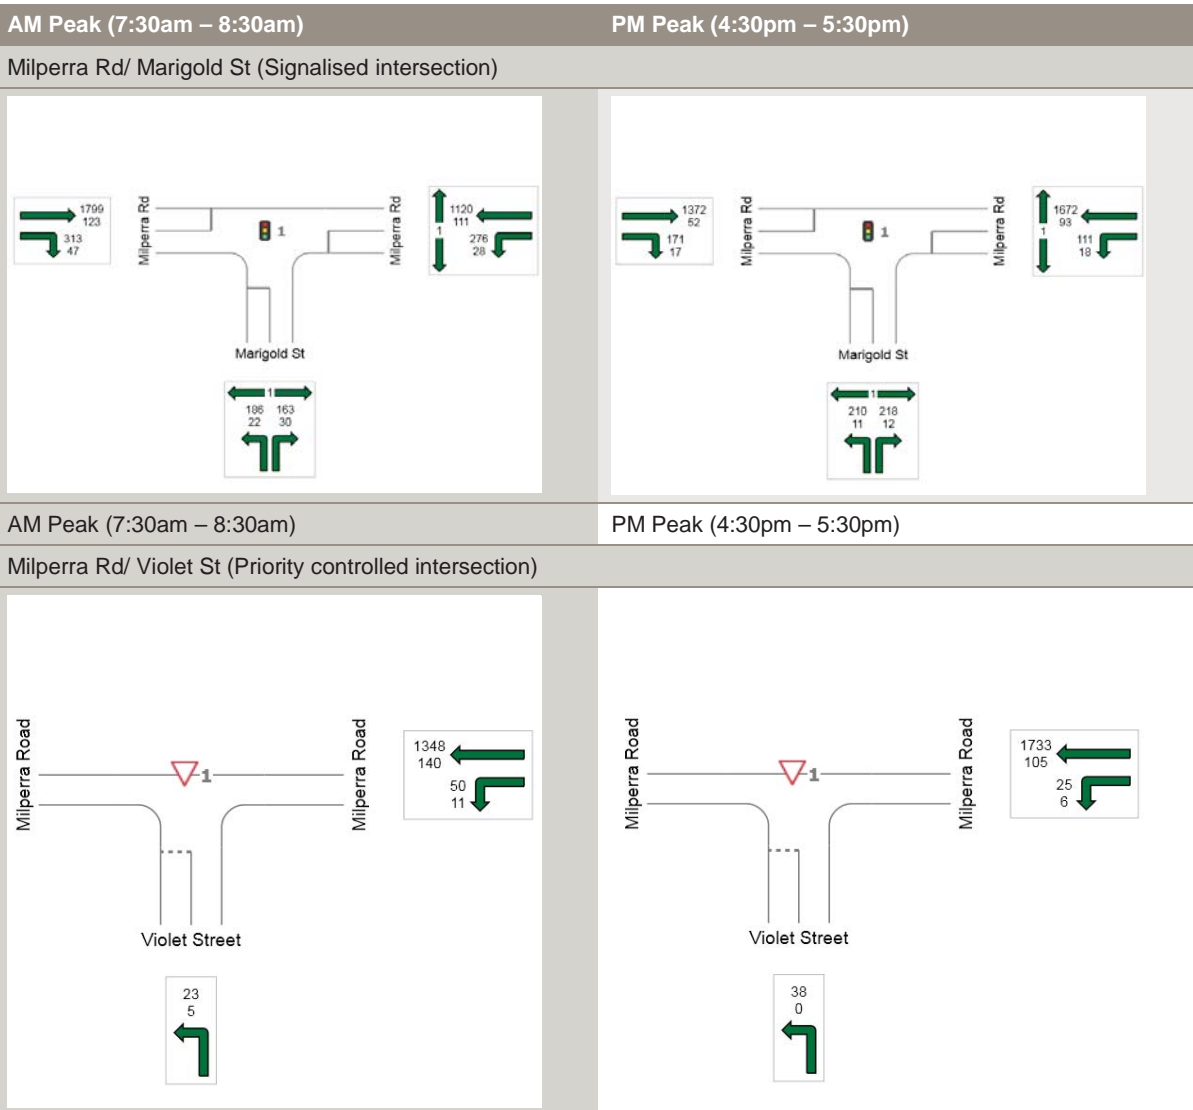 AM Peak (7:30am – 8:30am) PM Peak (4:30pm – 5:30pm)
Milperra Rd/ Marigold St (Signalised intersection)
1799
123
313
47
Milperra Rd
1
Milperra Rd
1120
111
1
276
28
Marigold St
1
186 163
22 30
1372
52
171
17
Milperra Rd
1
Milperra Rd
1672
93
1
111
18
Marigold St
1
210 218
11 12
AM Peak (7:30am – 8:30am) PM Peak (4:30pm – 5:30pm)
Milperra Rd/ Violet St (Priority controlled intersection)
Milperra Road
1
Milperra Road
1348
140
50
11
Violet Street
23
5
Milperra Road
1
Milperra Road
1733
105
25
6
Violet Street
38
0